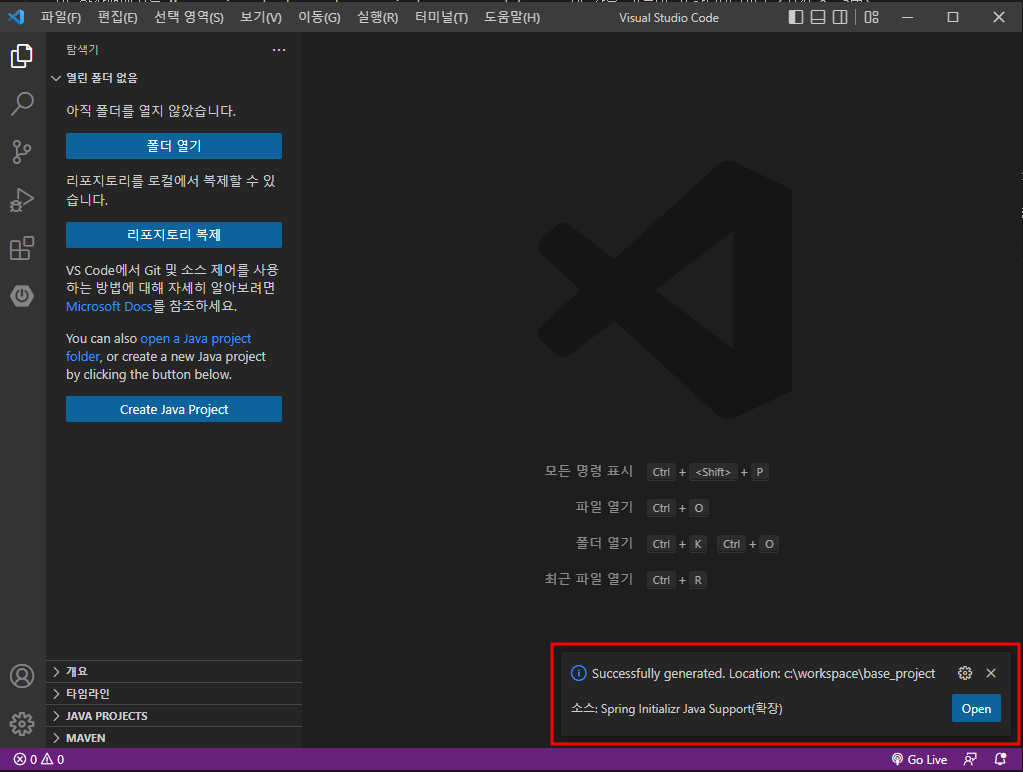 파일(F) 편집(E) 선택 영역(S) 보기(V) 이동(G) 실행(R) 터미널(T) 도움말(H) Visual Studio Code
탐색기
열린 폴더 없음
아직 폴더를 열지 않았습니다.
폴더 열기
리포지토리를 로컬에서 복제할 수 있
습니다.
리포지토리 복제
VS Code에서 Git 및 소스 제어를 사용
하는 방법에 대해 자세히 알아보려면
Microsoft Docs를 참조하세요.
You can also open a Java project
folder, or create a new Java project
by clicking the button below.
Create Java Project
모든 명령 표시 Ctrl + <Shift> + P
파일 열기 Ctrl + O
폴더 열기 Ctrl + K Ctrl + O
최근 파일 열기 Ctrl + R
개요
타임라인
JAVA PROJECTS
MAVEN
Successfully generated. Location: c:\workspace\base_project
소스: Spring Initializr Java Support(확장)
Open
0 0 Go Live